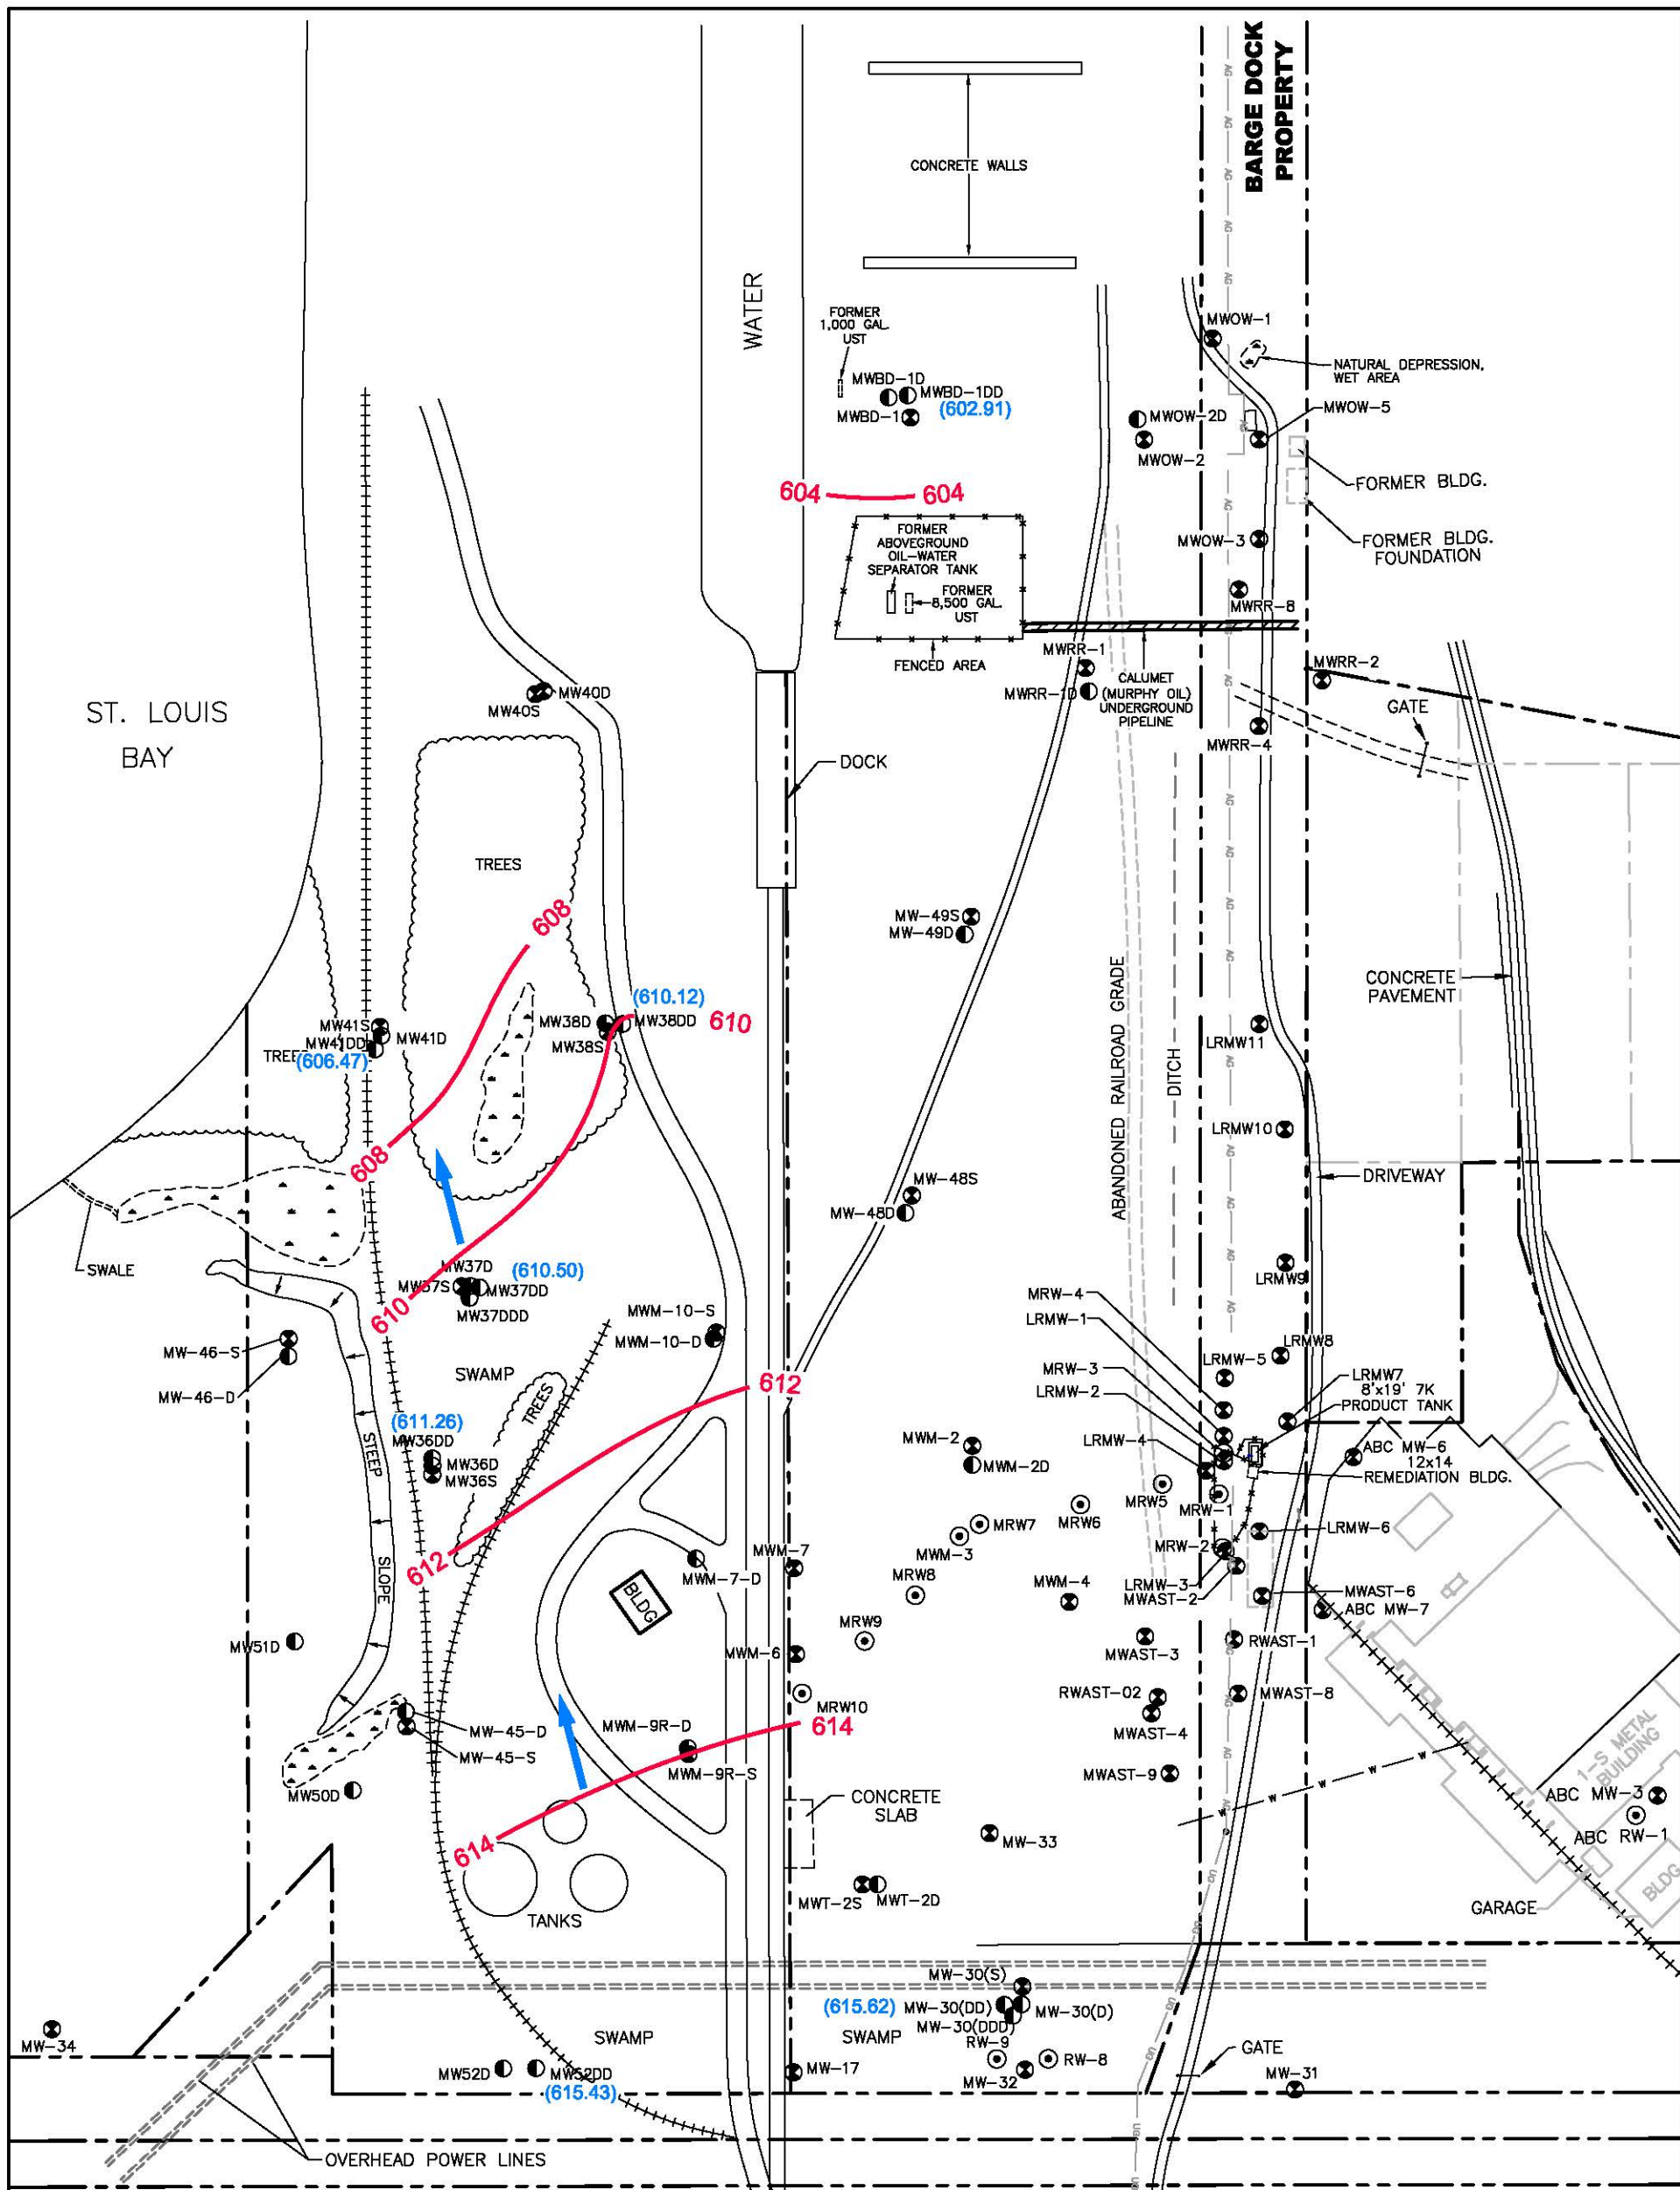 BARGE DOCK
PROPERTY
CONCRETE WALLS
WATER
FORMER
1,000 GAL.
UST
MWBD-1D
MWBD-1DD
(602.91)
MWBD-1
MWOW-1
NATURAL DEPRESSION,
WET AREA
MWOW-5
MWOW-2D
MWOW-2
FORMER BLDG.
604
604
FORMER
ABOVEGROUND
OIL-WATER
SEPARATOR TANK
FORMER
8,500 GAL.
UST
FENCED AREA
MWOW-3
FORMER BLDG.
FOUNDATION
MWRR-8
MWRR-1
MWRR-1D
CALUMET
(MURPHY OIL)
UNDERGROUND
PIPELINE
MWRR-2
GATE
MWRR-4
MW40D
MW40S
ST. LOUIS
BAY
DOCK
TREES
608
MW-49S
MW-49D
ABANDONED RAILROAD GRADE
DITCH
CONCRETE
PAVEMENT
(610.12)
MW38D
MW38DD
610
MW38S
MW41S
MW41DD
MW41D
(606.47)
LRMW11
LRMW10
608
DRIVEWAY
MW-48S
MW-48D
SWALE
MW37D
(610.50)
MW37S
MW37DD
MW37DDD
610
LRMW9
MRW-4
LRMW-1
MWM-10-S
MWM-10-D
MW-46-S
MW-46-D
SWAMP
TREES
612
LRMW8
LRMW-5
MRW-3
LRMW-2
LRMW7
8'x19' 7K
PRODUCT TANK
(611.26)
MW36DD
MW36D
MW36S
STEEP
SLOPE
MWM-2
MWM-2D
LRMW-4
ABC MW-6
12x14
REMEDIATION BLDG.
MRW5
MRW-1
MRW6
MRW7
MWM-3
LRMW-6
MRW-2
612
MWM-7
MWM-7-D
MRW8
BLDG
MWM-4
LRMW-3
MWAST-2
MWAST-6
ABC MW-7
MW51D
MRW9
MWM-6
MWAST-3
RWAST-1
MRW10
RWAST-02
MWAST-8
MWAST-4
MW-45-D
MW-45-S
MWM-9R-D
MWM-9R-S
614
MWAST-9
1-S METAL
BUILDING
MW50D
CONCRETE
SLAB
ABC MW-3
ABC RW-1
614
MW-33
MWT-2S
MWT-2D
TANKS
GARAGE
BLDG
MW-30(S)
(615.62)
MW-30(DD)
MW-30(D)
MW-30(DDD)
SWAMP
SWAMP
RW-9
RW-8
GATE
MW-34
MW52D
MW52DD
(615.43)
MW-17
MW-32
MW-31
OVERHEAD POWER LINES